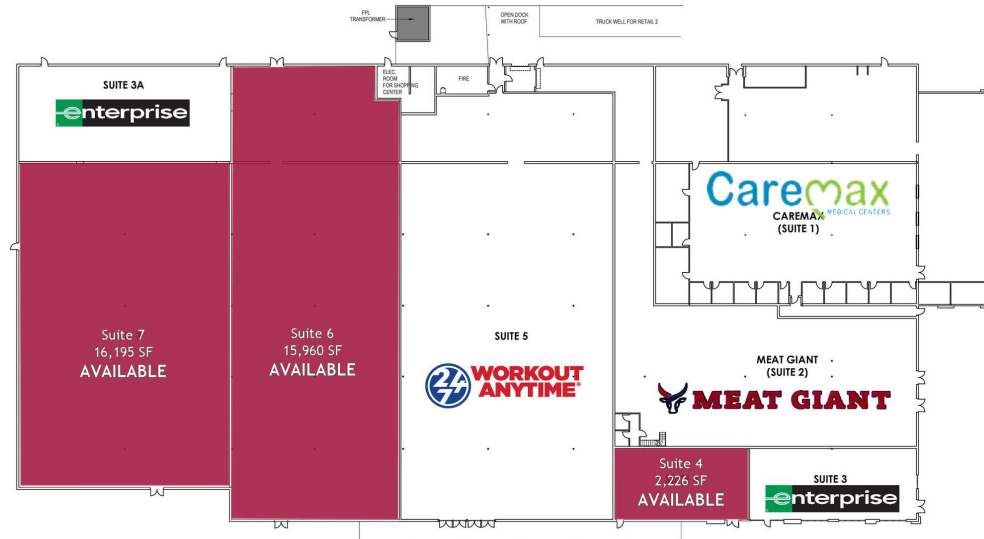 FPL
TRANSFORMER
OPEN DOCK
WITH ROOF
TRUCK WELL FOR RETAIL 2
ELEC.
ROOM
FOR SHOPPING
CENTER
FIRE
SUITE 3A
enterprise
Caremax
MEDICAL CENTERS
CAREMAX
(SUITE 1)
Suite 7
16,195 SF
AVAILABLE
Suite 6
15,960 SF
AVAILABLE
SUITE 5
24
7
WORKOUT
ANYTIME®
MEAT GIANT
(SUITE 2)
MEAT GIANT
Suite 4
2,226 SF
AVAILABLE
SUITE 3
enterprise